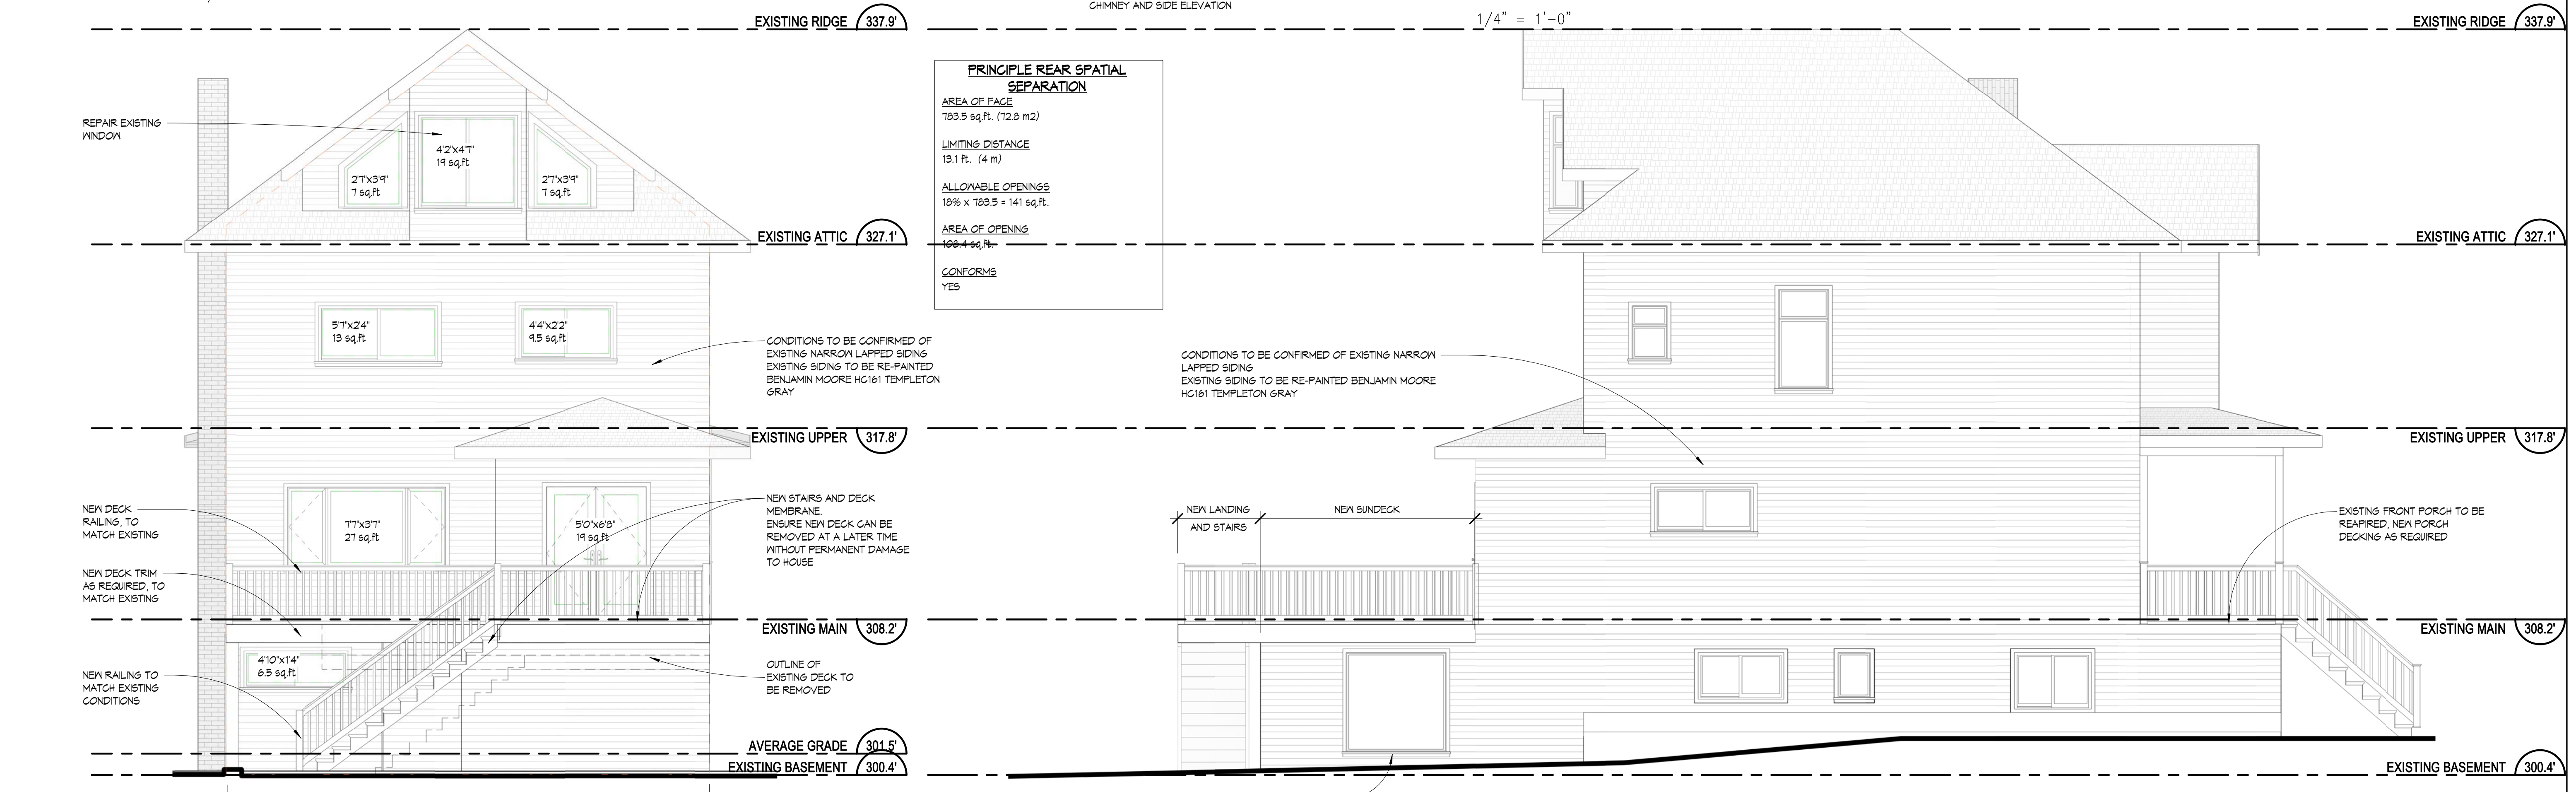 CHIMNEY AND SIDE ELEVATION
1/4" = 1'-0"
EXISTING RIDGE 337.9'
EXISTING RIDGE 337.9'
PRINCIPLE REAR SPATIAL
SEPARATION
AREA OF FACE
783.5 sq.ft. (72.8 m2)
LIMITING DISTANCE
13.1 ft. (4 m)
ALLOWABLE OPENINGS
18% x 783.5 = 141 sq.ft.
AREA OF OPENING
108.4 sq.ft.
CONFORMS
YES
REPAIR EXISTING
WINDOW
4'2"x4'7"
19 sq.ft
2'7"x3'9"
7 sq.ft
2'7"x3'9"
7 sq.ft
EXISTING ATTIC 327.1'
EXISTING ATTIC 327.1'
5'7"x2'4"
13 sq.ft
4'4"x2'2"
9.5 sq.ft
CONDITIONS TO BE CONFIRMED OF
EXISTING NARROW LAPPED SIDING
EXISTING SIDING TO BE RE-PAINTED
BENJAMIN MOORE HC161 TEMPLETON
GRAY
CONDITIONS TO BE CONFIRMED OF EXISTING NARROW
LAPPED SIDING
EXISTING SIDING TO BE RE-PAINTED BENJAMIN MOORE
HC161 TEMPLETON GRAY
EXISTING UPPER 317.8'
EXISTING UPPER 317.8'
NEW DECK
RAILING, TO
MATCH EXISTING
7'7"x3'7"
27 sq.ft
5'0"x6'8"
19 sq.ft
NEW STAIRS AND DECK
MEMBRANE.
ENSURE NEW DECK CAN BE
REMOVED AT A LATER TIME
WITHOUT PERMANENT DAMAGE
TO HOUSE
NEW LANDING
AND STAIRS
NEW SUNDECK
EXISTING FRONT PORCH TO BE
REAPIRED, NEW PORCH
DECKING AS REQUIRED
NEW DECK TRIM
AS REQUIRED, TO
MATCH EXISTING
EXISTING MAIN 308.2'
EXISTING MAIN 308.2'
4'10"x1'4"
6.5 sq.ft
OUTLINE OF
EXISTING DECK TO
BE REMOVED
NEW RAILING TO
MATCH EXISTING
CONDITIONS
AVERAGE GRADE 301.5'
EXISTING BASEMENT 300.4'
EXISTING BASEMENT 300.4'